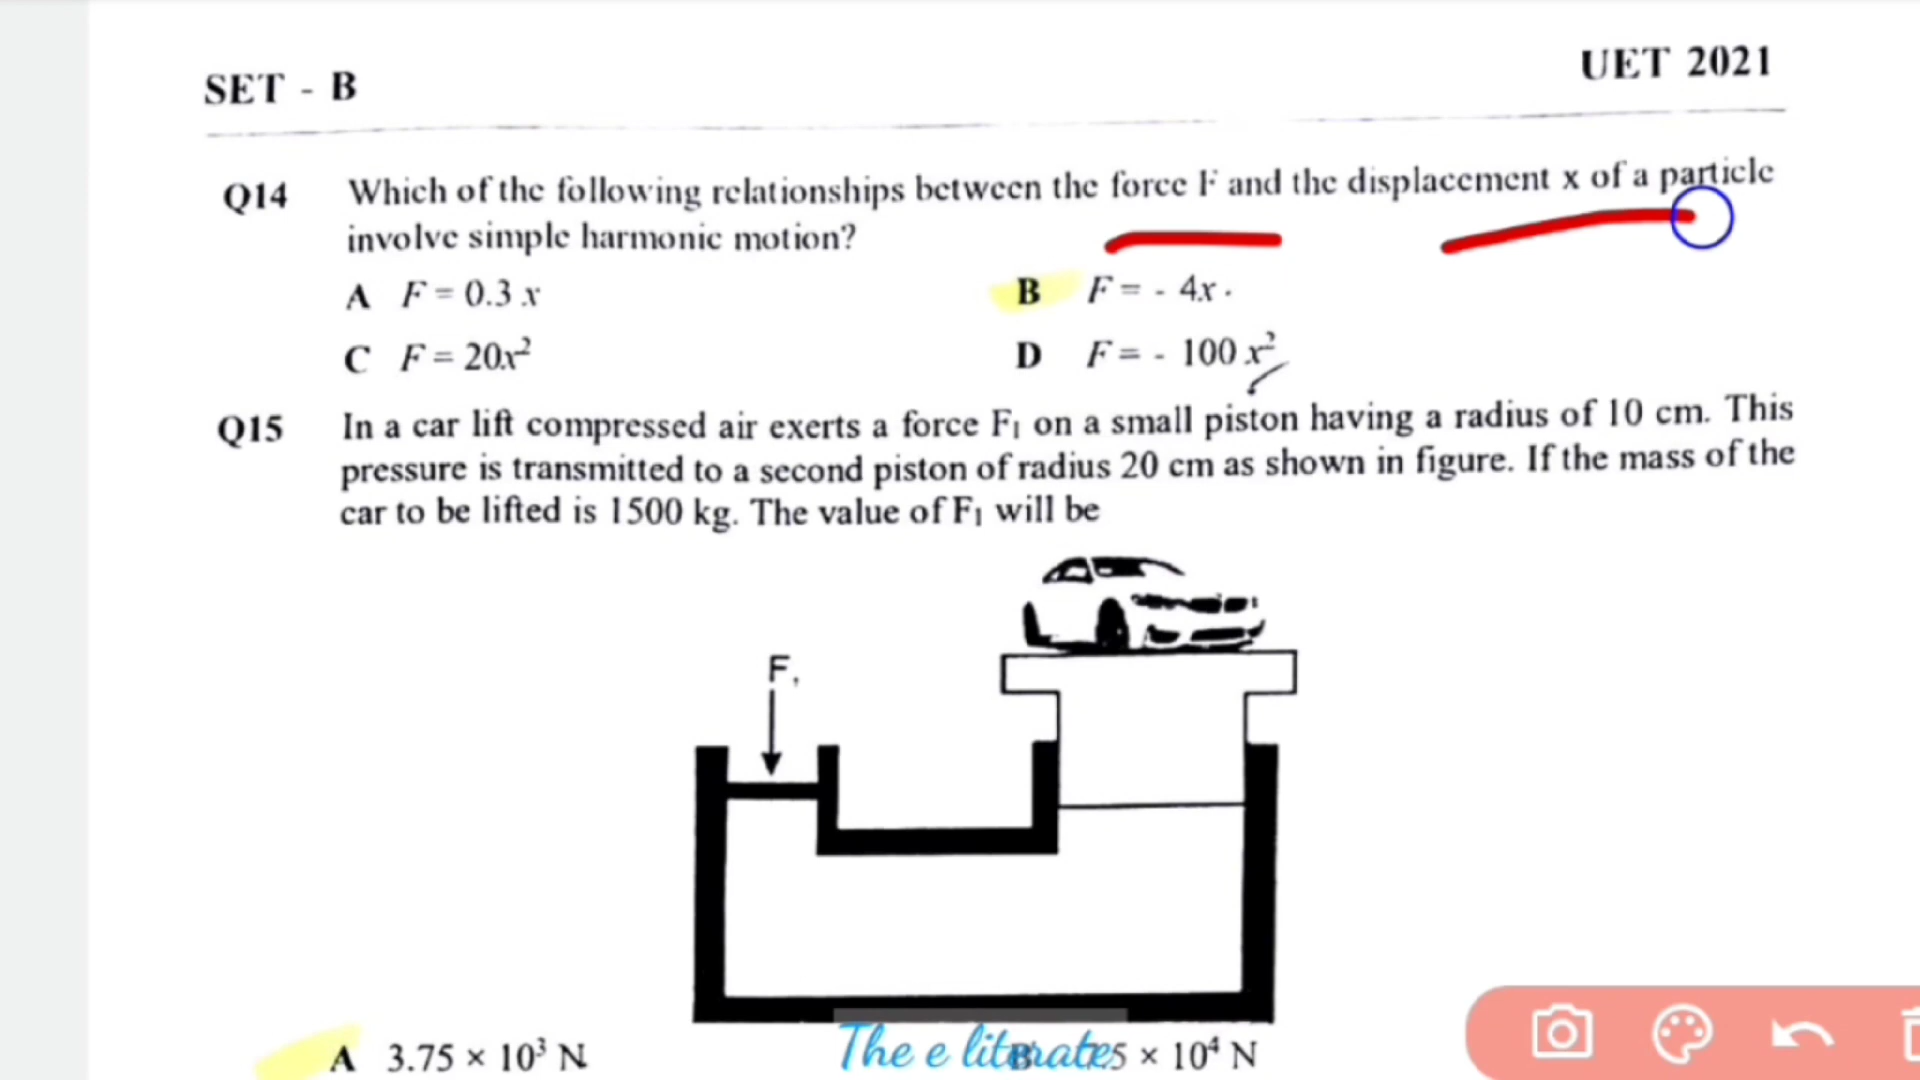 SET - B
UET 2021
Q14 Which of the following relationships between the force F and the displacement x of a particle
involve simple harmonic motion?
A F = 0.3 x
B F = - 4x .
C F = 20x²
D F = - 100 x²
Q15 In a car lift compressed air exerts a force F₁ on a small piston having a radius of 10 cm. This
pressure is transmitted to a second piston of radius 20 cm as shown in figure. If the mass of the
car to be lifted is 1500 kg. The value of F₁ will be
F₁
A 3.75 × 10³ N
The e literates
B × 10⁴ N